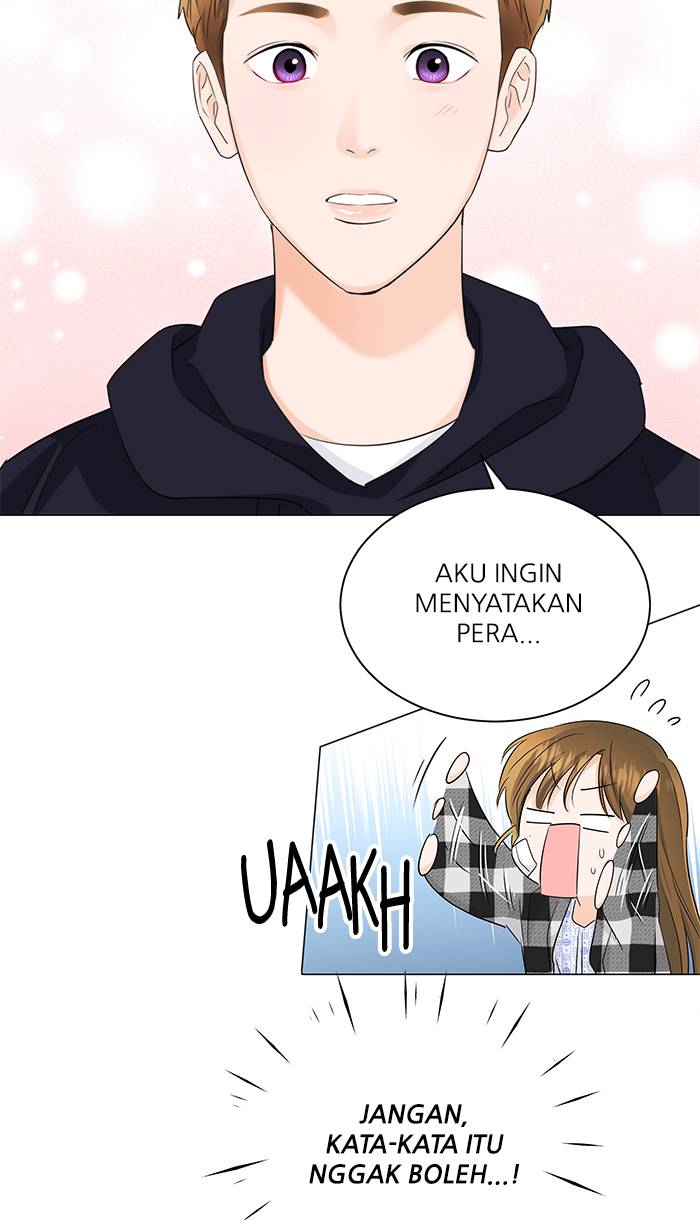 AKU INGIN
MENYATAKAN
PERA...
UAAKH
JANGAN,
KATA-KATA ITU
NGGAK BOLEH...!